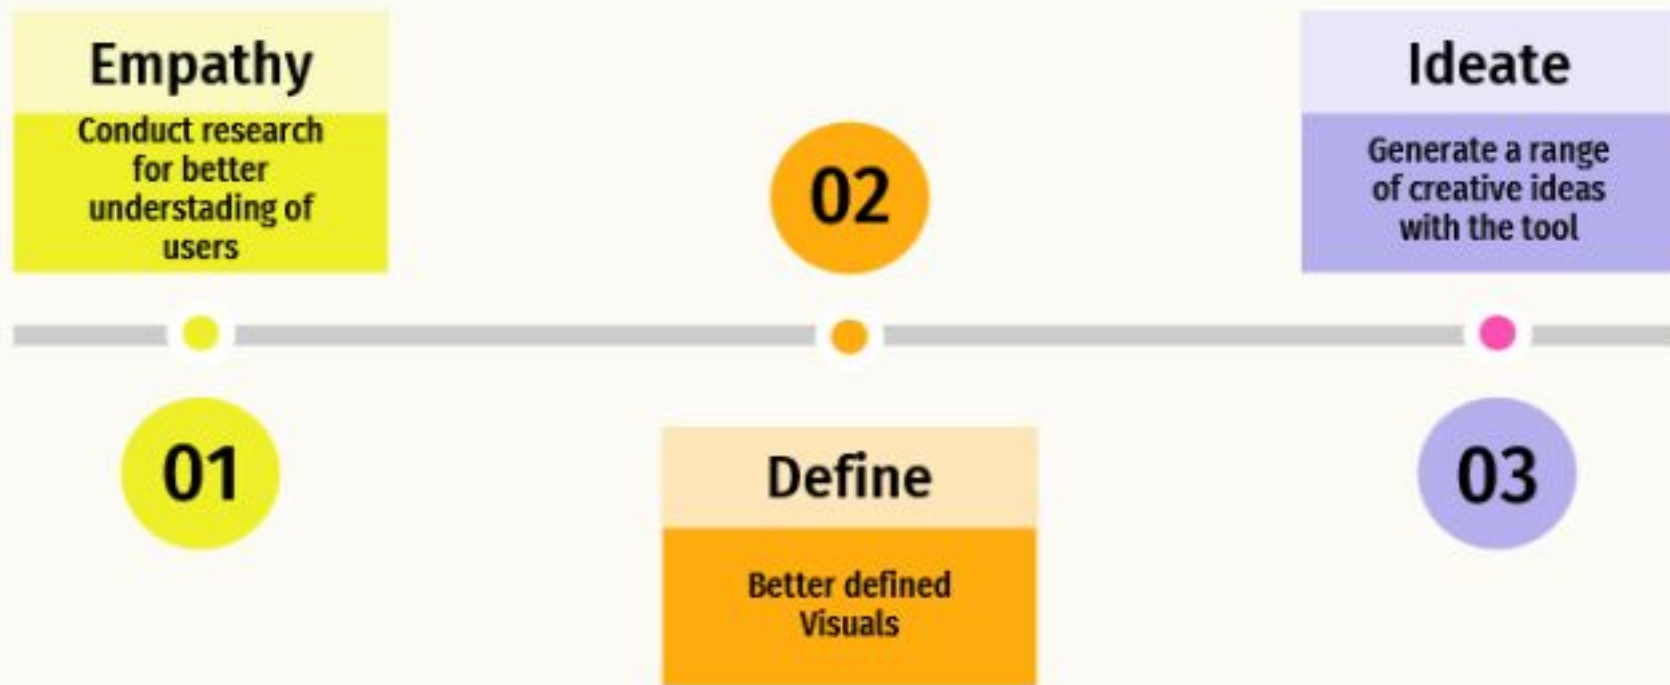 Empathy
Conduct research
for better
understading of
users
01
02
Define
Better defined
Visuals
Ideate
Generate a range
of creative ideas
with the tool
03